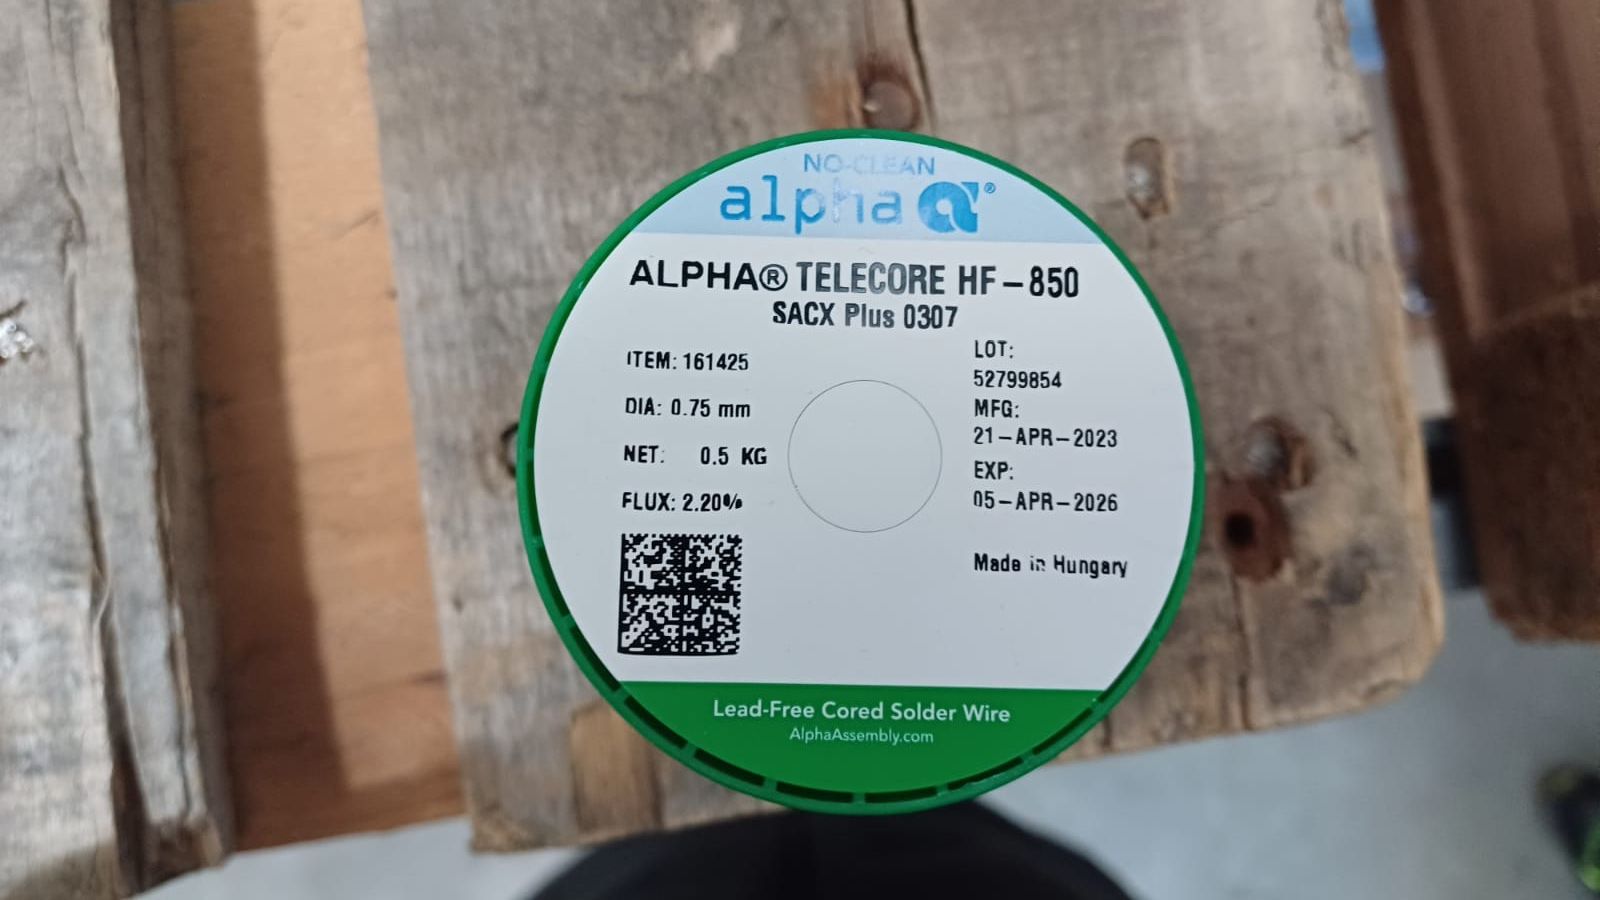 NO-CLEAN
alpha®
ALPHA® TELECORE HF-850
SACX Plus 0307
ITEM: 161425
DIA: 0.75 mm
NET: 0.5 KG
FLUX: 2.20%
LOT:
52799854
MFG:
21-APR-2023
EXP:
05-APR-2026
Made in Hungary
Lead-Free Cored Solder Wire
AlphaAssembly.com